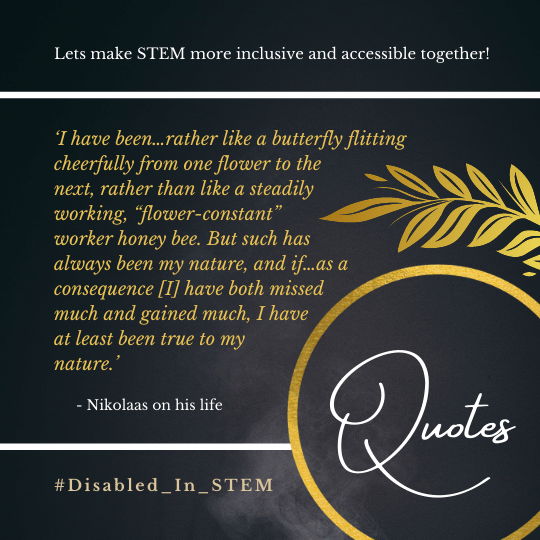 Lets make STEM more inclusive and accessible together!
‘I have been...rather like a butterfly flitting
cheerfully from one flower to the
next, rather than like a steadily
working, “flower-constant”
worker honey bee. But such has
always been my nature, and if...as a
consequence [I] have both missed
much and gained much, I have
at least been true to my
nature.’
- Nikolaas on his life
Quotes
#Disabled_In_STEM